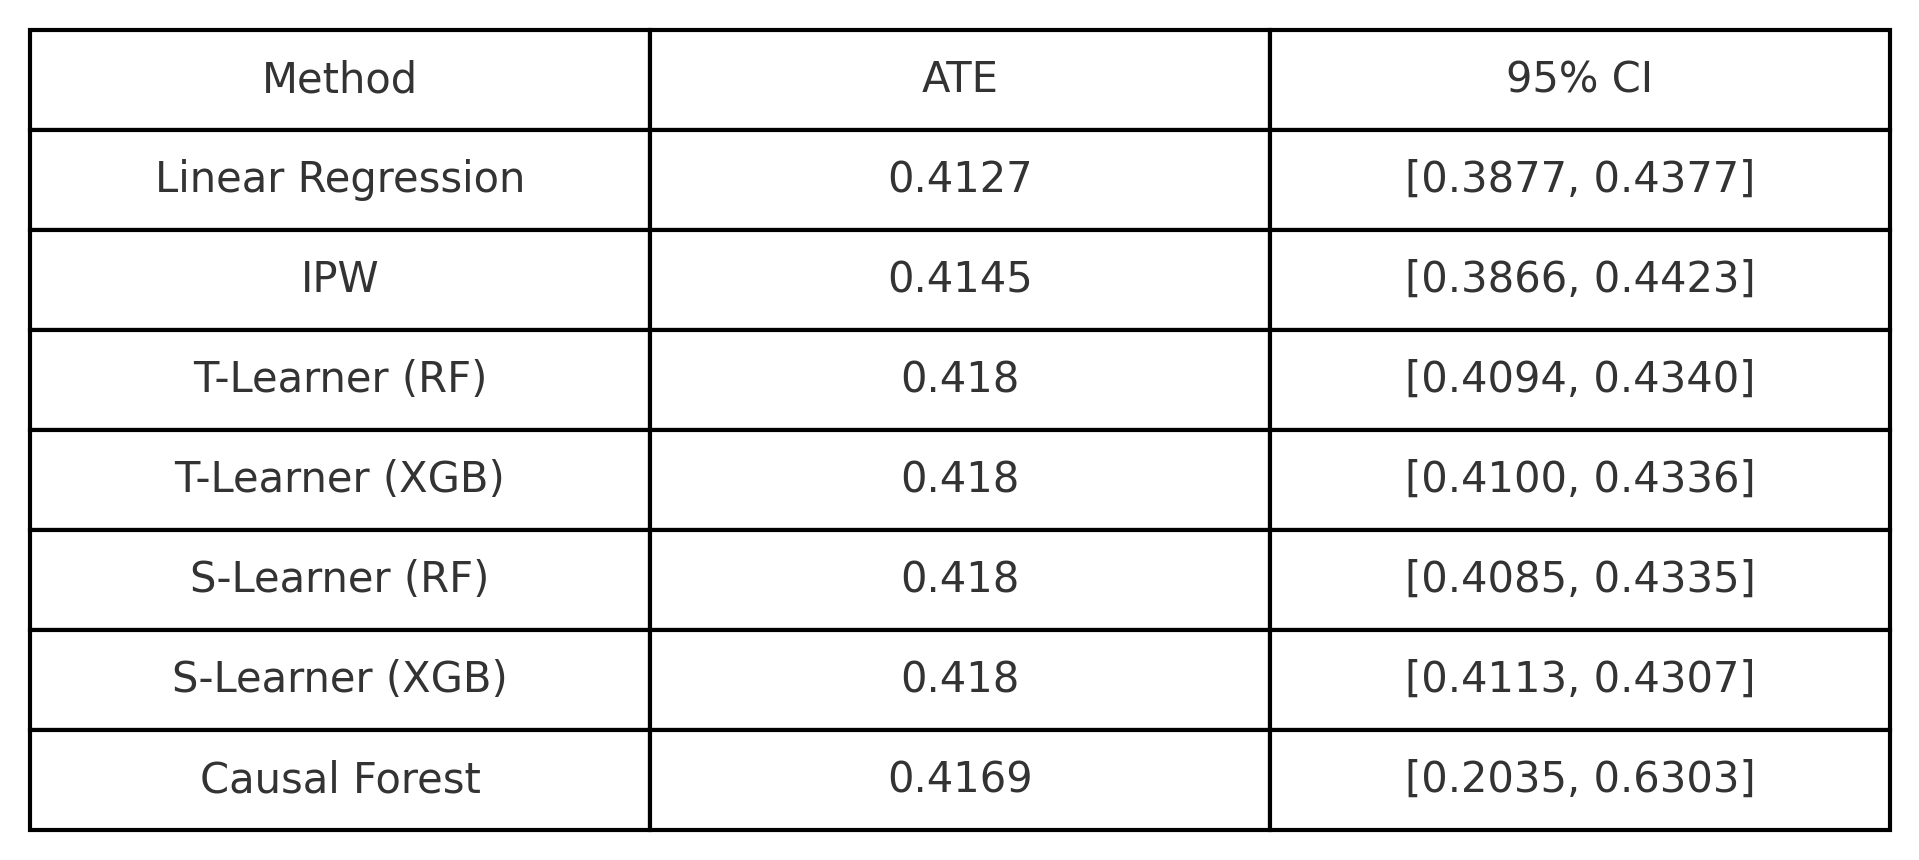 Method ATE 95% CI
Linear Regression 0.4127 [0.3877, 0.4377]
IPW 0.4145 [0.3866, 0.4423]
T-Learner (RF) 0.418 [0.4094, 0.4340]
T-Learner (XGB) 0.418 [0.4100, 0.4336]
S-Learner (RF) 0.418 [0.4085, 0.4335]
S-Learner (XGB) 0.418 [0.4113, 0.4307]
Causal Forest 0.4169 [0.2035, 0.6303]